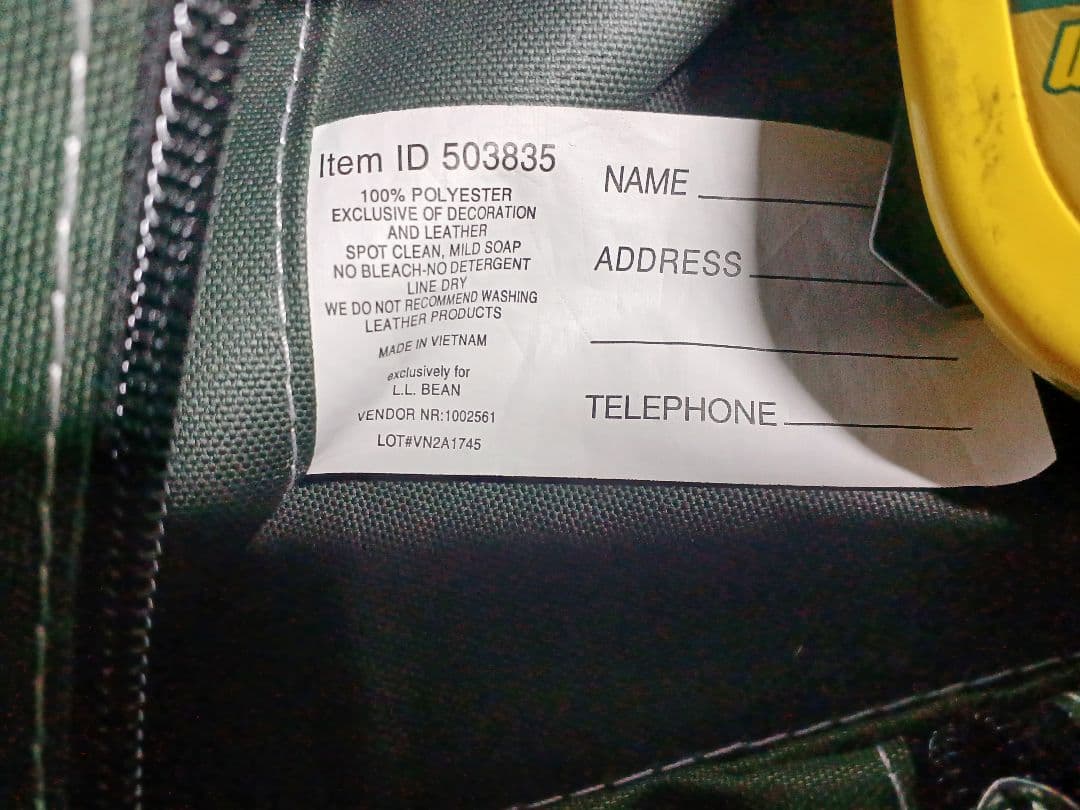 Item ID 503835
100% POLYESTER
EXCLUSIVE OF DECORATION
AND LEATHER
SPOT CLEAN, MILD SOAP
NO BLEACH-NO DETERGENT
LINE DRY
WE DO NOT RECOMMEND WASHING
LEATHER PRODUCTS
MADE IN VIETNAM
exclusively for
L.L. BEAN
VENDOR NR:1002561
LOT#VN2A1745
NAME
ADDRESS
TELEPHONE